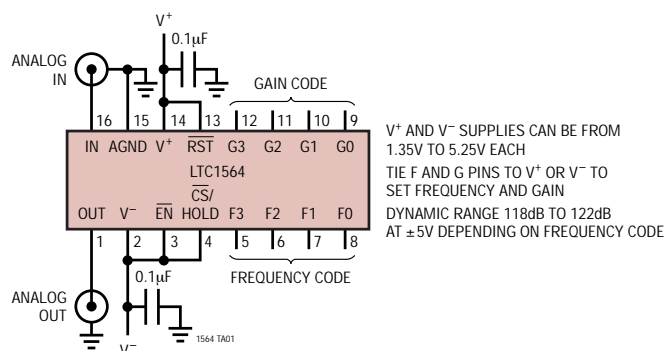 V⁺
0.1µF
ANALOG
IN
GAIN CODE
16 15 14 13 12 11 10 9
IN AGND V⁺ RST G3 G2 G1 G0
LTC1564
CS/
OUT V⁻ EN HOLD F3 F2 F1 F0
1 2 3 4 5 6 7 8
0.1µF
FREQUENCY CODE
ANALOG
OUT
1564 TA01
V⁻
V⁺ AND V⁻ SUPPLIES CAN BE FROM
1.35V TO 5.25V EACH
TIE F AND G PINS TO V⁺ OR V⁻ TO
SET FREQUENCY AND GAIN
DYNAMIC RANGE 118dB TO 122dB
AT ±5V DEPENDING ON FREQUENCY CODE